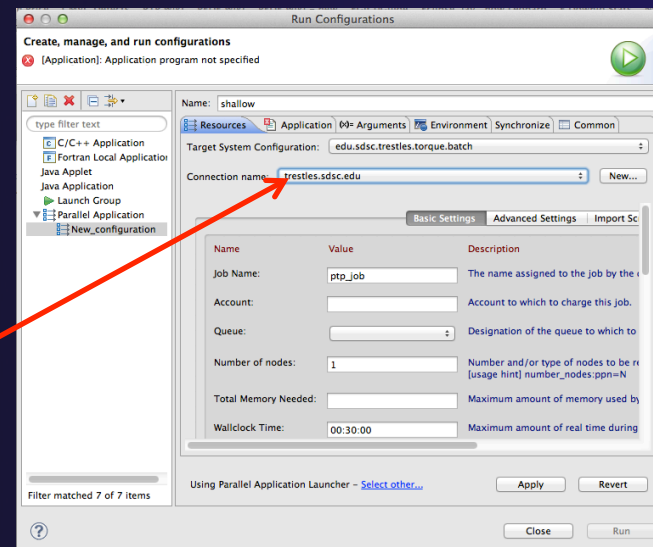 Run Configurations
Create, manage, and run configurations
[Application]: Application program not specified
Name: shallow
type filter text
Resources Application (x)= Arguments Environment Synchronize Common
C/C++ Application
Target System Configuration: edu.sdsc.trestles.torque.batch
Fortran Local Application
Java Applet
Connection name: trestles.sdsc.edu New...
Java Application
Launch Group
Parallel Application
New_configuration
Basic Settings Advanced Settings Import
Name Value Description
Job Name: ptp_job The name assigned to the job by the
Account: Account to which to charge this job.
Queue: Designation of the queue to which to
Number of nodes: 1 Number and/or type of nodes to be
[usage hint] number_nodes:ppn=N
Total Memory Needed: Maximum amount of memory used by
Wallclock Time: 00:30:00 Maximum amount of real time during
Using Parallel Application Launcher – Select other... Apply Revert
Filter matched 7 of 7 items
? Close Run